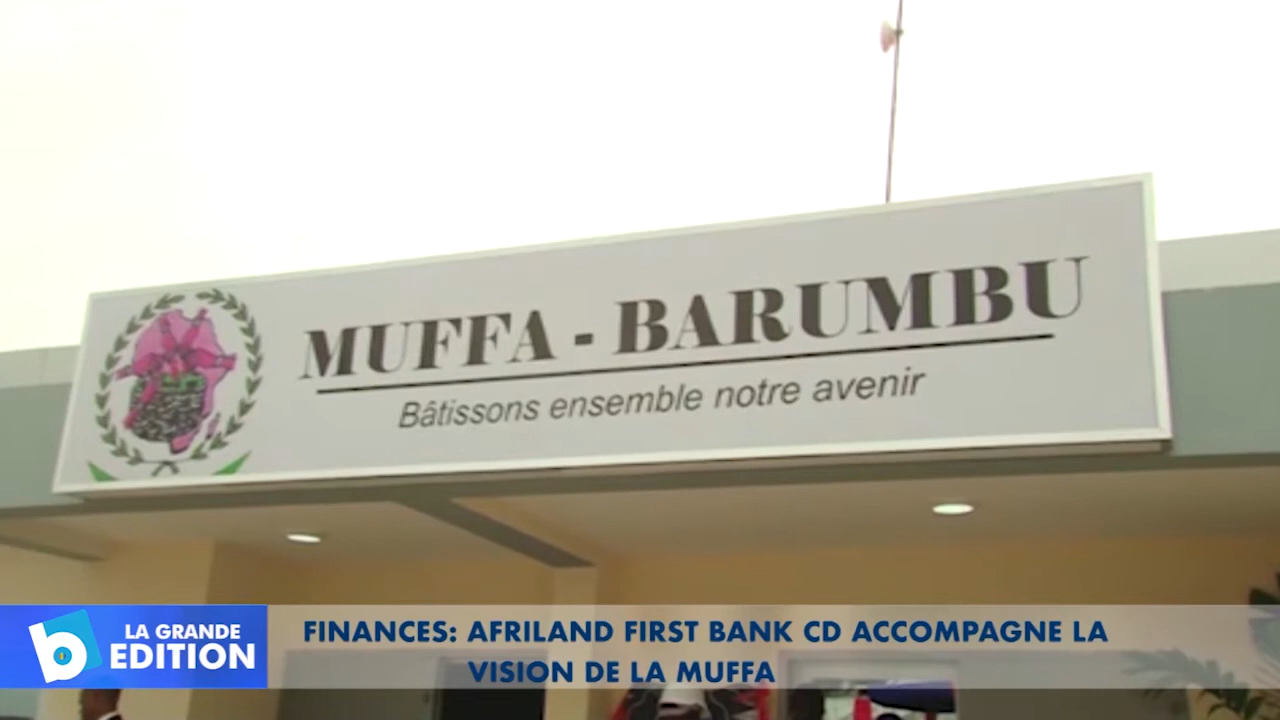 MUFFA - BARUMBU
Bâtissons ensemble notre avenir
LA GRANDE
EDITION
FINANCES: AFRILAND FIRST BANK CD ACCOMPAGNE LA
VISION DE LA MUFFA